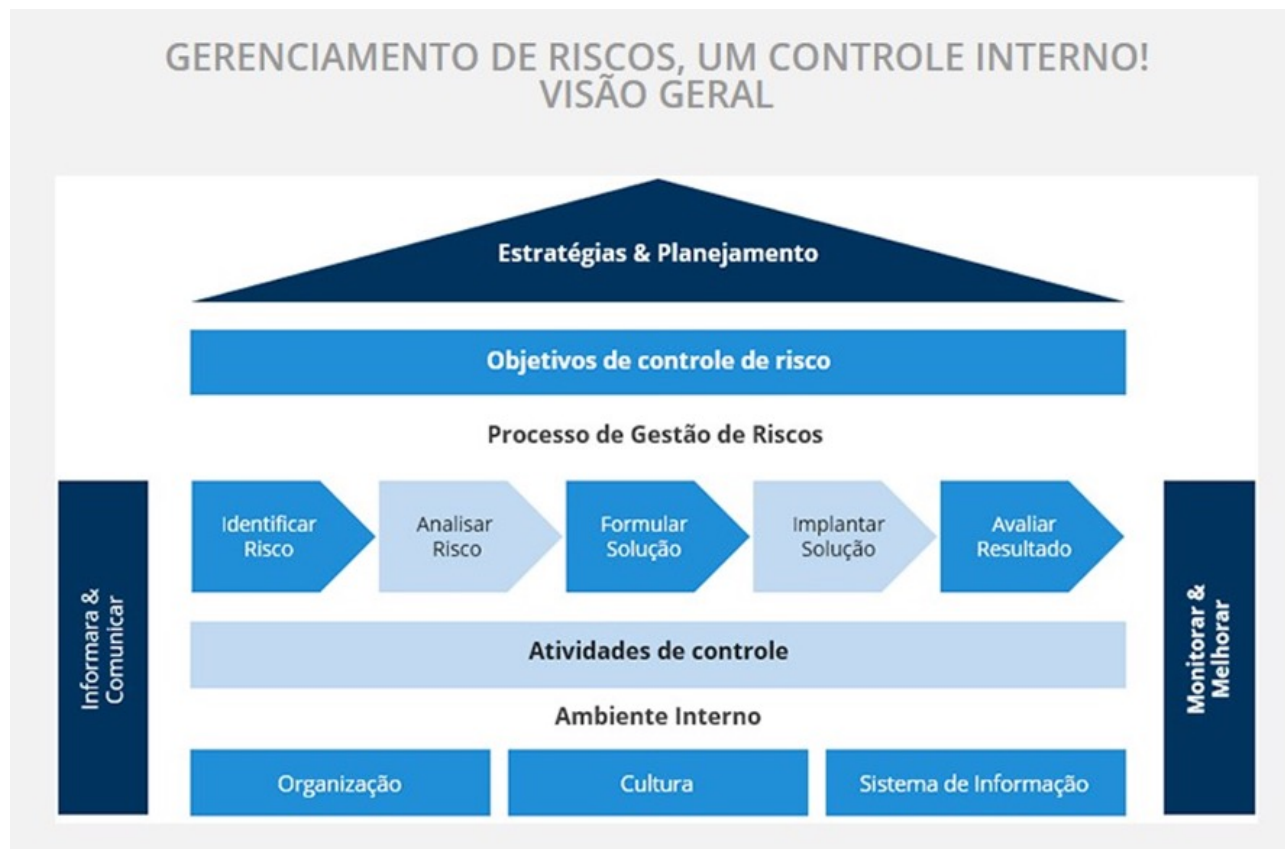 GERENCIAMENTO DE RISCOS, UM CONTROLE INTERNO!
VISÃO GERAL
Estratégias & Planejamento
Objetivos de controle de risco
Processo de Gestão de Riscos
Identificar
Risco
Analisar
Risco
Formular
Solução
Implantar
Solução
Avaliar
Resultado
Informara &
Comunicar
Monitorar &
Melhorar
Atividades de controle
Ambiente Interno
Organização
Cultura
Sistema de Informação